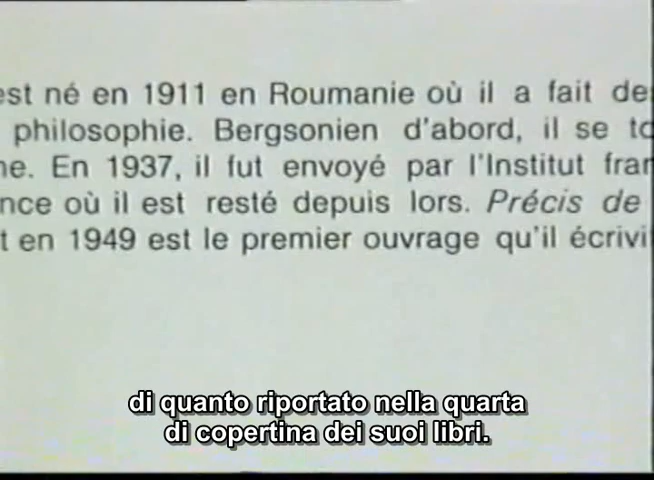 est né en 1911 en Roumanie où il a fait de
philosophie. Bergsonien d'abord, il se to
ne. En 1937, il fut envoyé par l'Institut fran
nce où il est resté depuis lors. Précis de
t en 1949 est le premier ouvrage qu'il écrivi
di quanto riportato nella quarta
di copertina dei suoi libri.